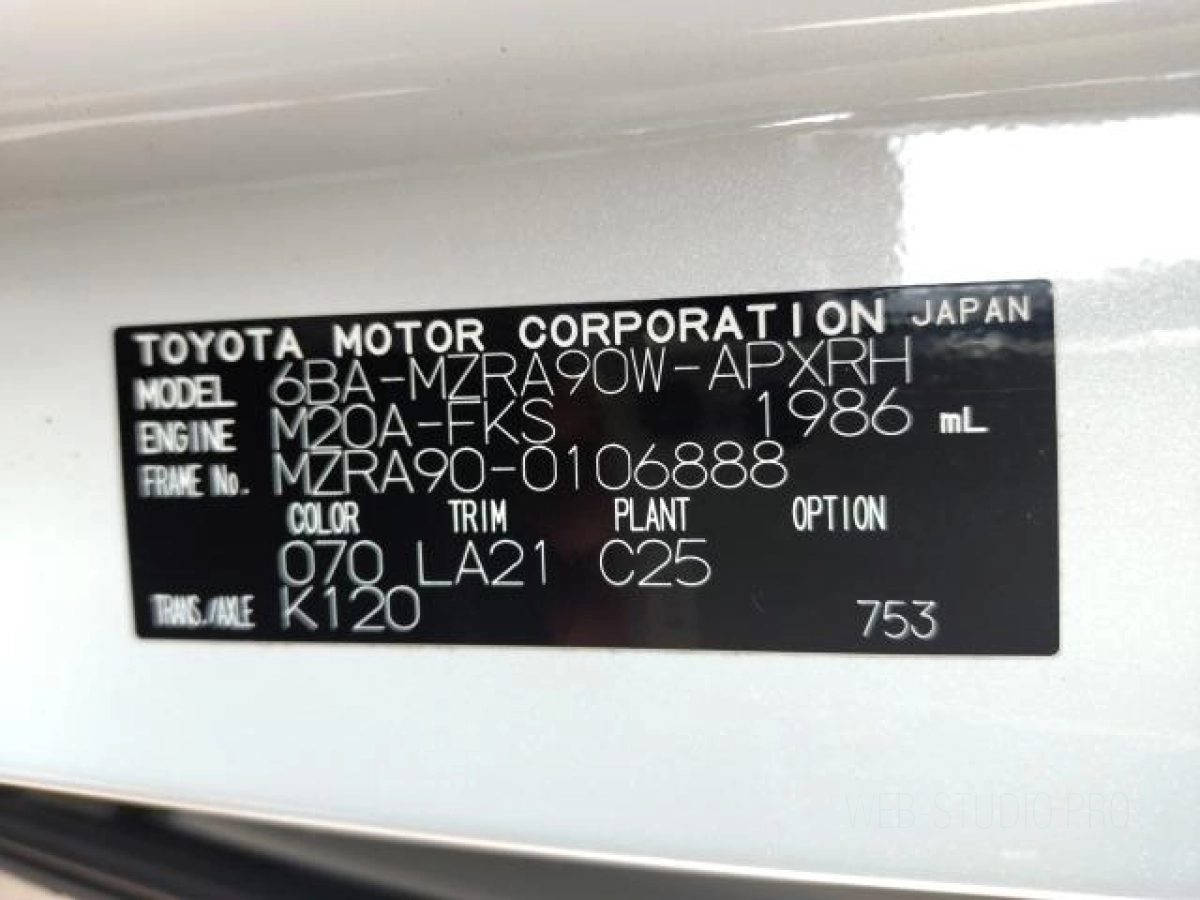 TOYOTA MOTOR CORPORATION JAPAN
MODEL 6BA-MZRA90W-APXRH
ENGINE M20A-FKS 1986 mL
FRAME No. MZRA90-0106888
COLOR TRIM PLANT OPTION
070 LA21 C25
TRANS./AXLE K120 753
WEB-STUDIO.PRO